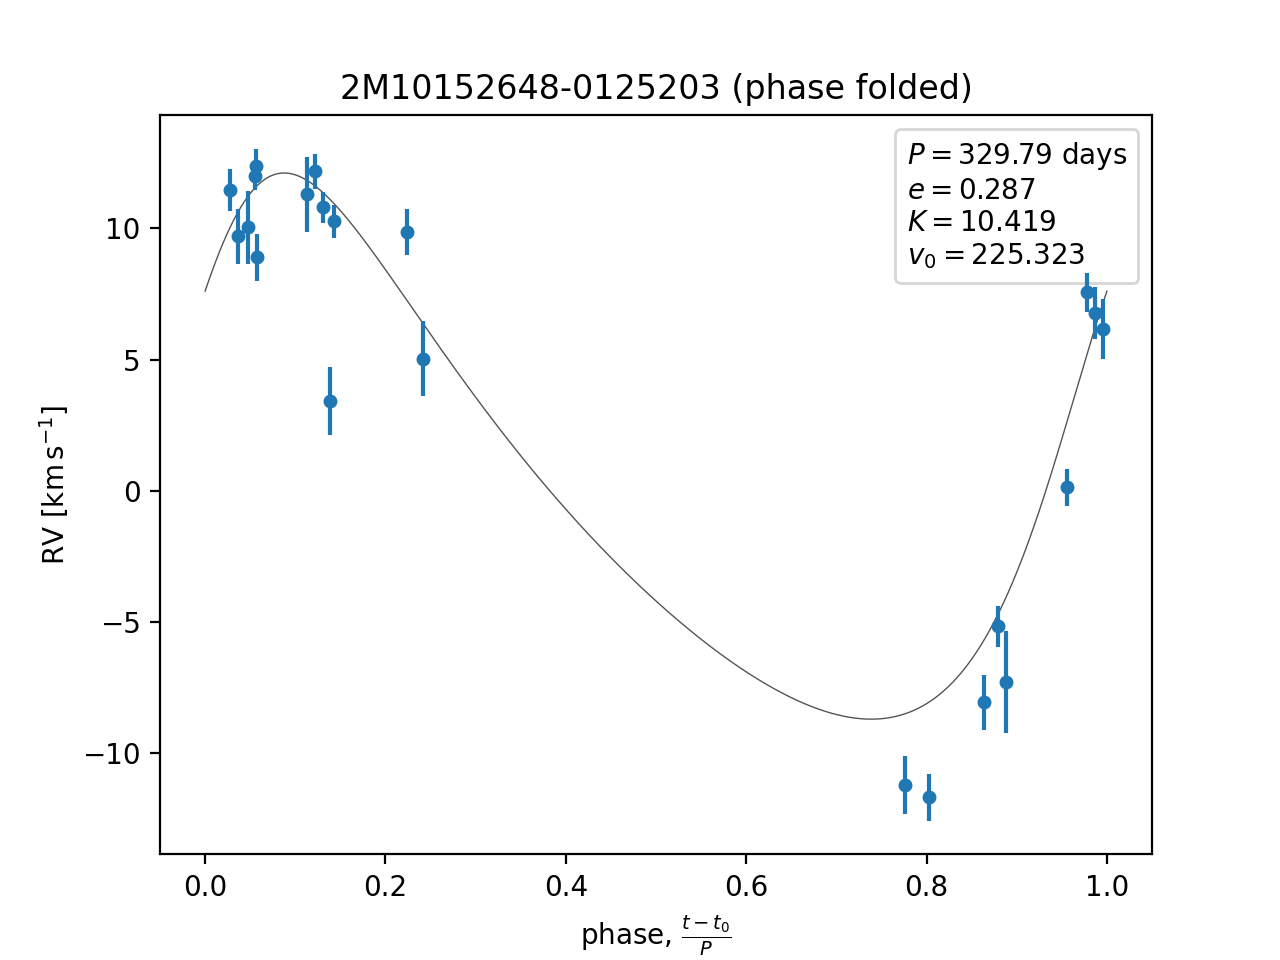 2M10152648-0125203 (phase folded)
P = 329.79 days
e = 0.287
K = 10.419
v₀ = 225.323
RV [km s⁻¹]
10
5
0
−5
−10
0.0 0.2 0.4 0.6 0.8 1.0
phase, (t − t₀)/P